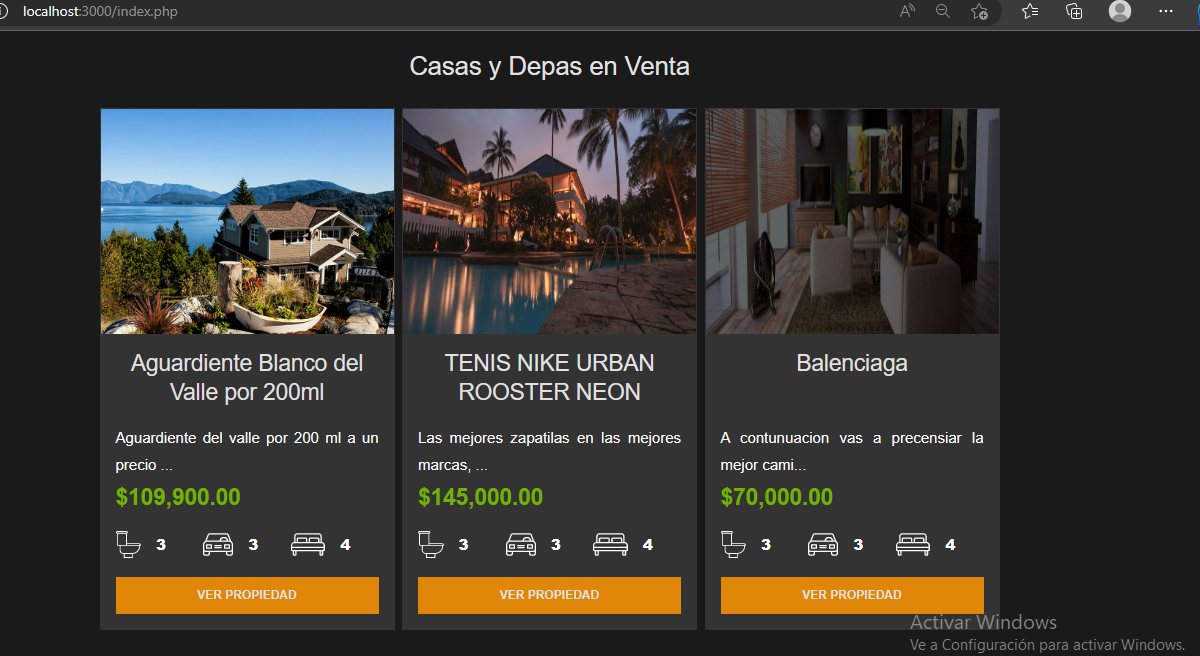 localhost:3000/index.php
Casas y Depas en Venta
Aguardiente Blanco del
Valle por 200ml
Aguardiente del valle por 200 ml a un
precio ...
$109,900.00
3 3 4
VER PROPIEDAD
TENIS NIKE URBAN
ROOSTER NEON
Las mejores zapatilas en las mejores
marcas, ...
$145,000.00
3 3 4
VER PROPIEDAD
Balenciaga
A contunuacion vas a precensiar la
mejor cami...
$70,000.00
3 3 4
VER PROPIEDAD
Activar Windows
Ve a Configuración para activar Windows.